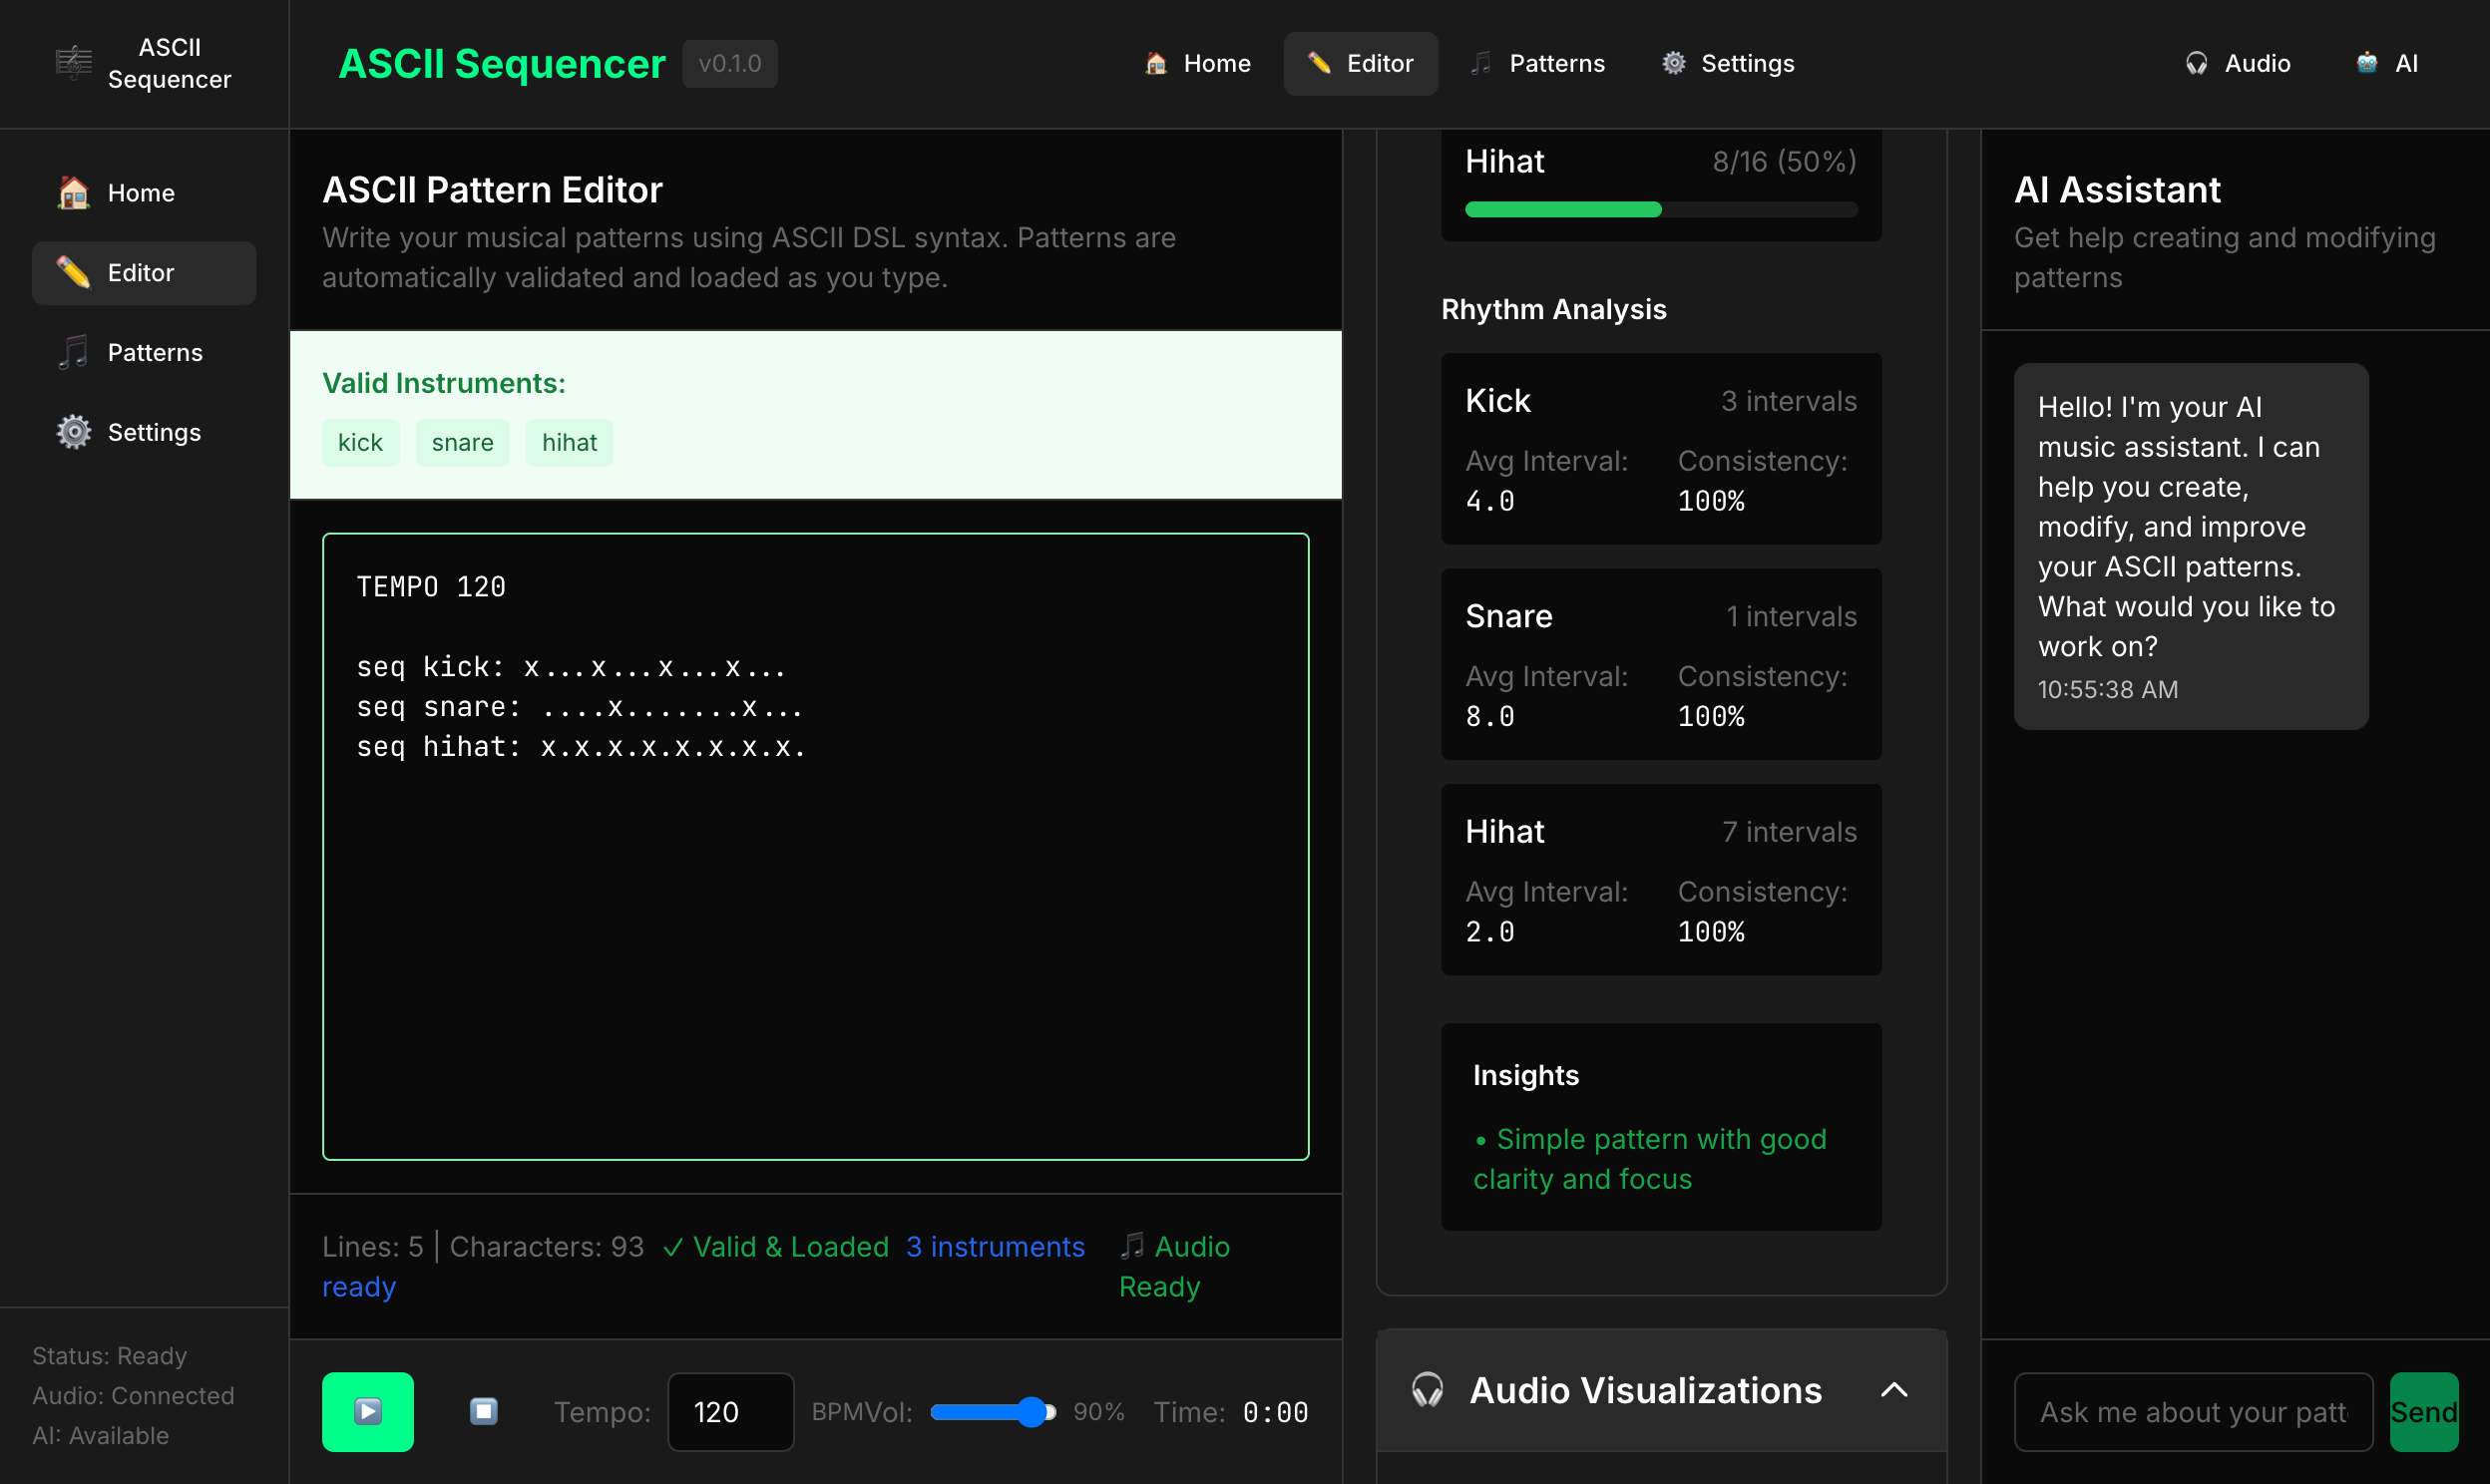 ASCII
Sequencer
Home
Editor
Patterns
Settings
Status: Ready
Audio: Connected
AI: Available
ASCII Sequencer v0.1.0
Home Editor Patterns Settings
Audio AI
ASCII Pattern Editor
Write your musical patterns using ASCII DSL syntax. Patterns are
automatically validated and loaded as you type.
Valid Instruments:
kick snare hihat
TEMPO 120
seq kick: x...x...x...x...
seq snare: ....x.......x...
seq hihat: x.x.x.x.x.x.x.x.
Lines: 5 | Characters: 93 ✓ Valid & Loaded 3 instruments
ready
Audio
Ready
Tempo: 120 BPM Vol: 90% Time: 0:00
Hihat 8/16 (50%)
Rhythm Analysis
Kick 3 intervals
Avg Interval: Consistency:
4.0 100%
Snare 1 intervals
Avg Interval: Consistency:
8.0 100%
Hihat 7 intervals
Avg Interval: Consistency:
2.0 100%
Insights
• Simple pattern with good
clarity and focus
Audio Visualizations
AI Assistant
Get help creating and modifying
patterns
Hello! I'm your AI
music assistant. I can
help you create,
modify, and improve
your ASCII patterns.
What would you like to
work on?
10:55:38 AM
Ask me about your patt
Send